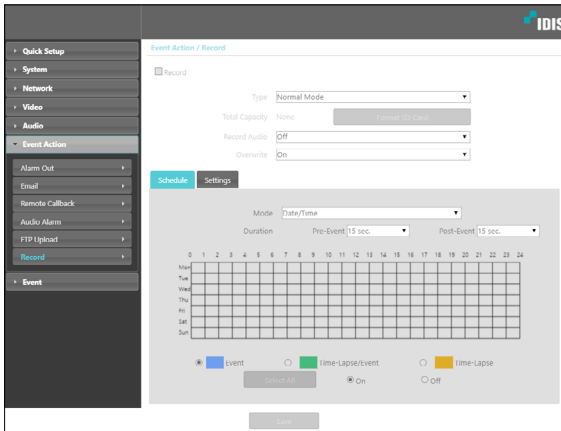 IDIS
Quick Setup
System
Network
Video
Audio
Event Action
Alarm Out
Email
Remote Callback
Audio Alarm
FTP Upload
Record
Event
Event Action / Record
Record
Type Normal Mode
Total Capacity None Format SD Card
Record Audio Off
Overwrite On
Schedule Settings
Mode Date/Time
Duration Pre-Event 15 sec. Post-Event 15 sec.
0 1 2 3 4 5 6 7 8 9 10 11 12 13 14 15 16 17 18 19 20 21 22 23 24
Mon
Tue
Wed
Thu
Fri
Sat
Sun
Event Time-Lapse/Event Time-Lapse
Select All On Off
Save